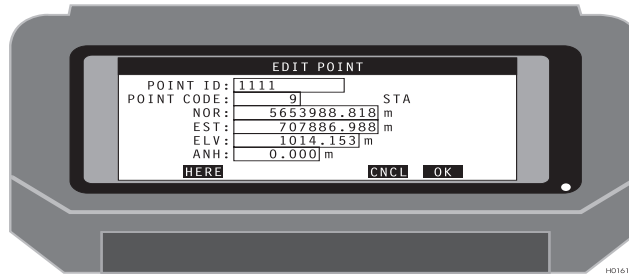 EDIT POINT
POINT ID: 1111
POINT CODE: 9 STA
NOR: 5653988.818 m
EST: 707886.988 m
ELV: 1014.153 m
ANH: 0.000 m
HERE CNCL OK
H0161